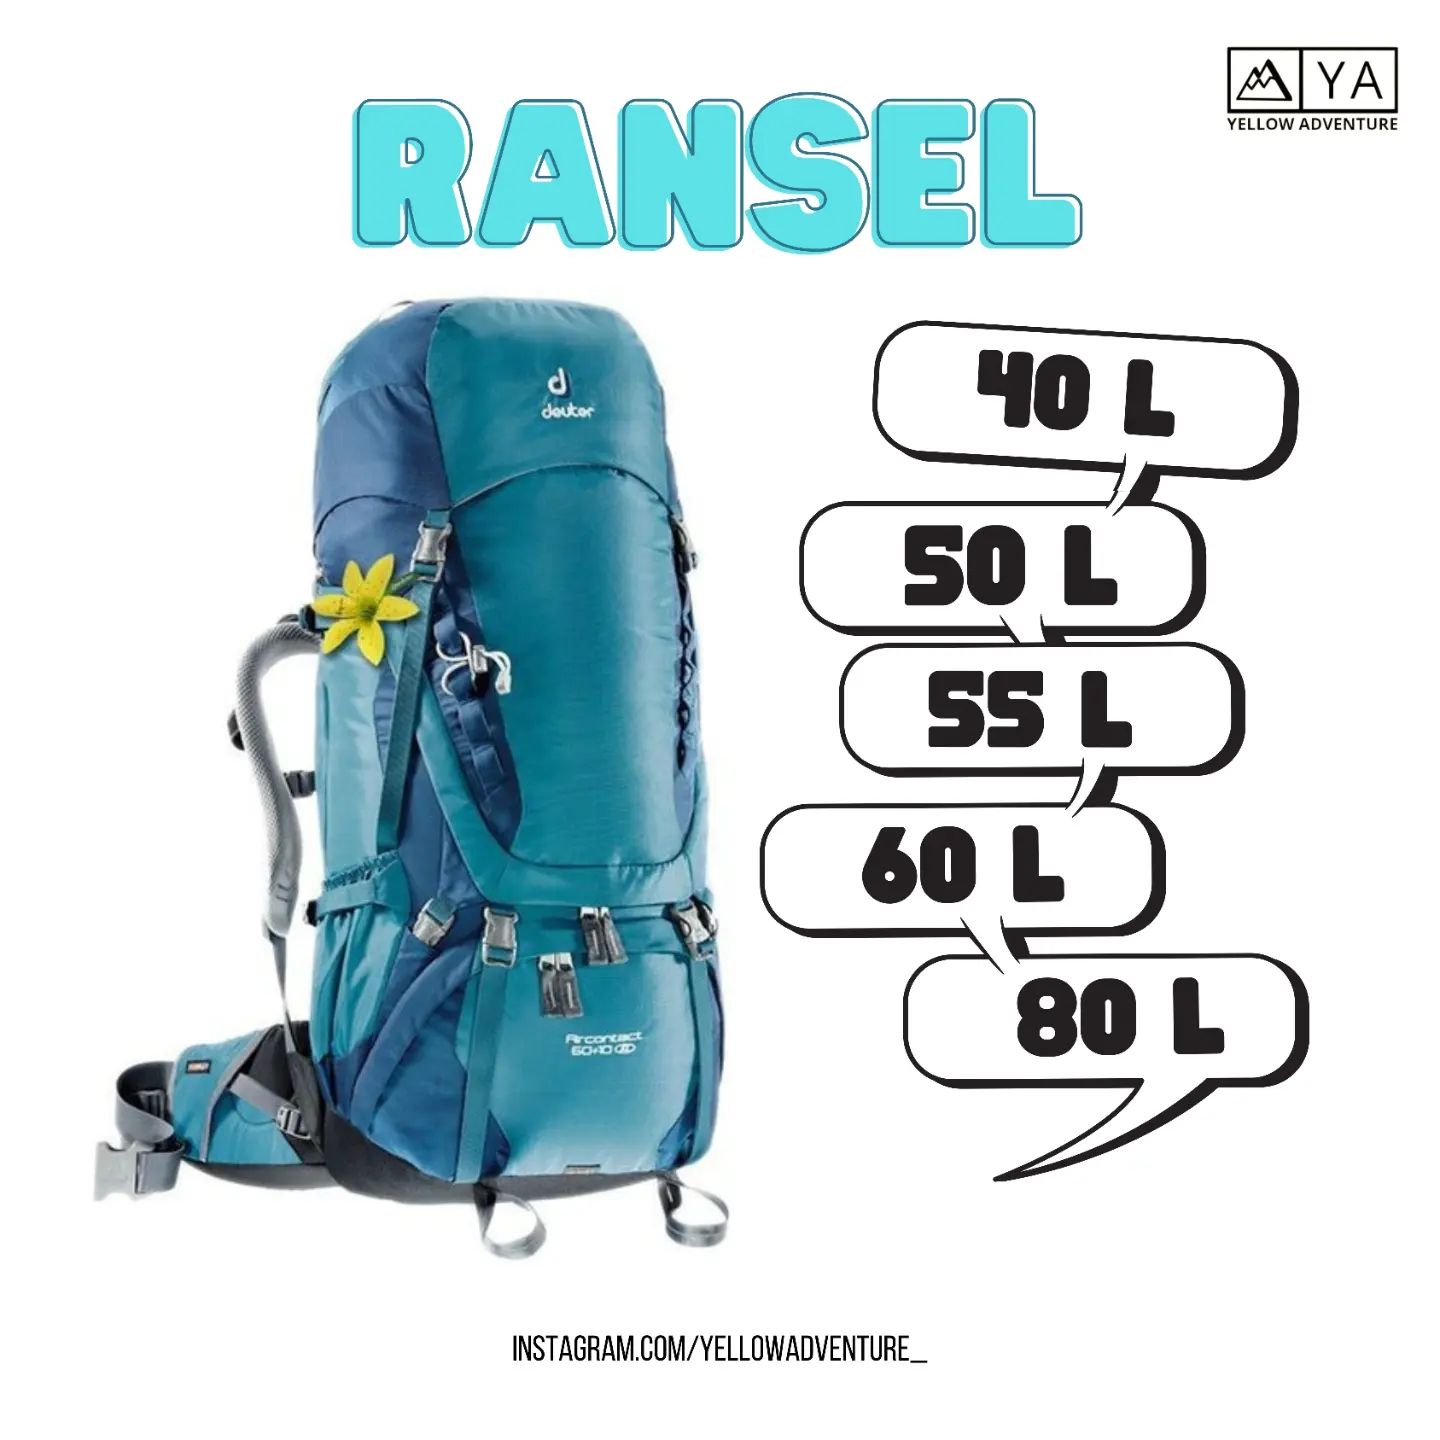 YA
YELLOW ADVENTURE
RANSEL
deuter
40 L
50 L
55 L
60 L
80 L
Aircontact
60+10
INSTAGRAM.COM/YELLOWADVENTURE_